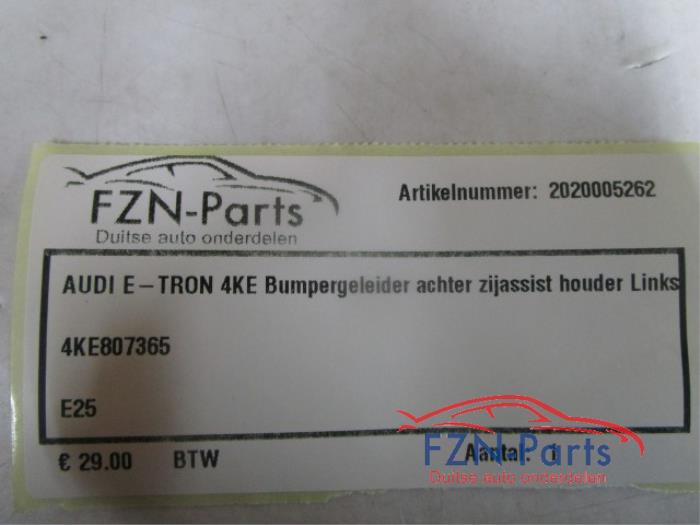 FZN-Parts
Duitse auto onderdelen
Artikelnummer: 2020005262
AUDI E-TRON 4KE Bumpergeleider achter zijassist houder Links
4KE807365
E25
€ 29.00 BTW
Aantal: 1
FZN-Parts
Duitse auto onderdelen